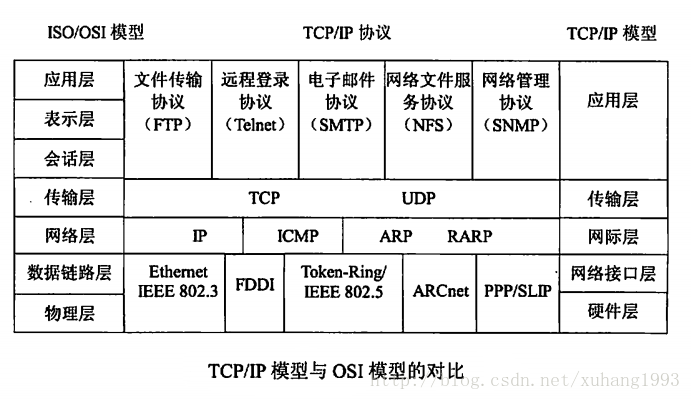 ISO/OSI 模型 TCP/IP 协议 TCP/IP 模型
应用层
表示层
会话层
文件传输
协议
（FTP）
远程登录
协议
（Telnet）
电子邮件
协议
（SMTP）
网络文件服
务协议
（NFS）
网络管理
协议
（SNMP）
应用层
传输层 TCP UDP 传输层
网络层 IP ICMP ARP RARP 网际层
数据链路层
物理层
Ethernet
IEEE 802.3
FDDI
Token-Ring/
IEEE 802.5
ARCnet
PPP/SLIP
网络接口层
硬件层
TCP/IP 模型与 OSI 模型的对比
http://blog.csdn.net/xuhang1993